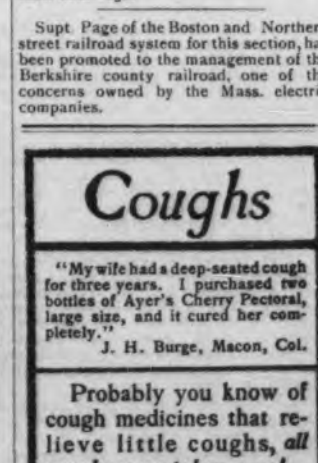 Supt. Page of the Boston and Norther
street railroad system for this section, ha
been promoted to the management of th
Berkshire county railroad, one of th
concerns owned by the Mass. electri
companies.
Coughs
"My wife had a deep-seated cough
for three years. I purchased two
bottles of Ayer's Cherry Pectoral,
large size, and it cured her com-
pletely."
J. H. Burge, Macon, Col.
Probably you know of
cough medicines that re-
lieve little coughs, all